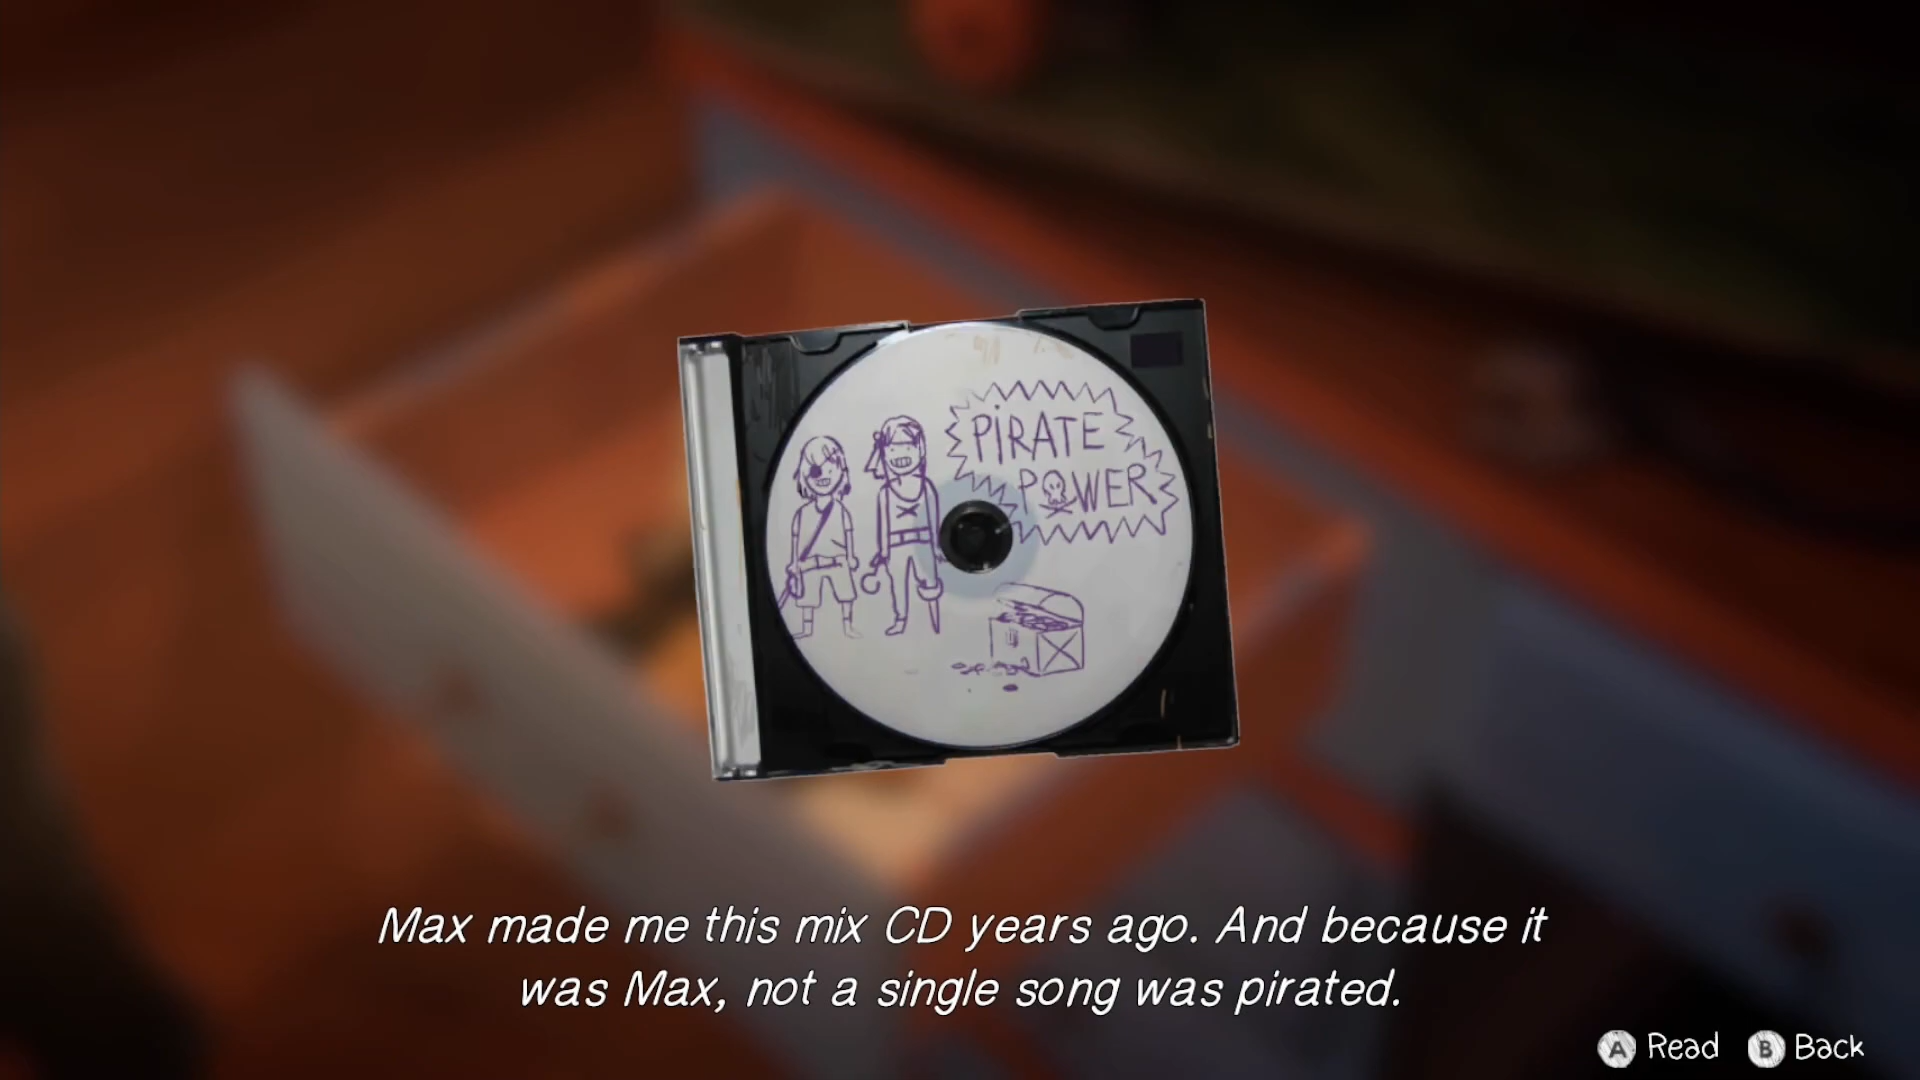 PiRATE
POWER
Max made me this mix CD years ago. And because it
was Max, not a single song was pirated.
A Read B Back